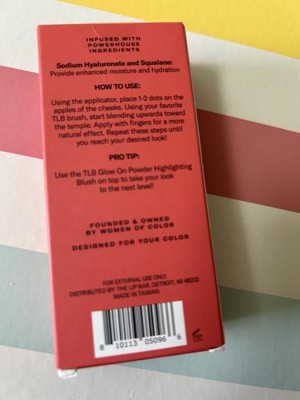 INFUSED WITH
POWERHOUSE
INGREDIENTS
Sodium Hyaluronate and Squalane:
Provide enhanced moisture and hydration
HOW TO USE:
Using the applicator, place 1-2 dots on
the apples of the cheeks. Using your favorite
TLB brush, start blending upwards toward
the temple. Apply with fingers for a more
natural effect. Repeat these steps until
you reach your desired look!
PRO TIP:
Use the TLB Glow On Powder Highlighting
Blush on top to take your look
to the next level!
FOUNDED & OWNED
BY WOMEN OF COLOR
DESIGNED FOR YOUR COLOR
FOR EXTERNAL USE ONLY
DISTRIBUTED BY: THE LIP BAR, DETROIT, MI 48202
MADE IN TAIWAN
8 10113 05096 6